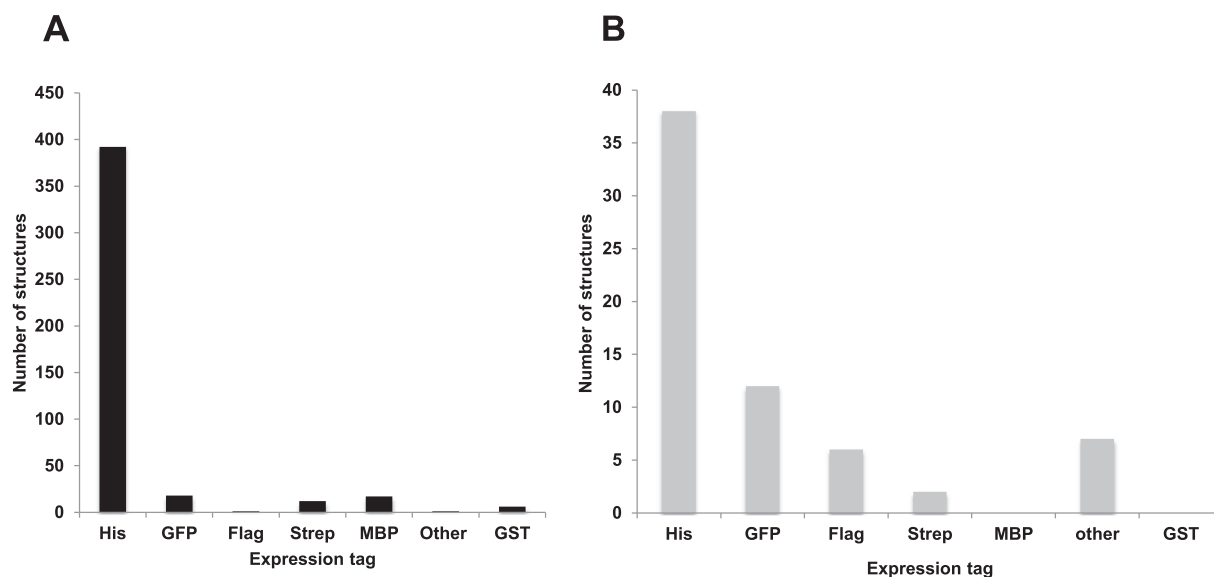 A
Number of structures
450
400
350
300
250
200
150
100
50
0
His GFP Flag Strep MBP Other GST
Expression tag
B
Number of structures
40
35
30
25
20
15
10
5
0
His GFP Flag Strep MBP other GST
Expression tag